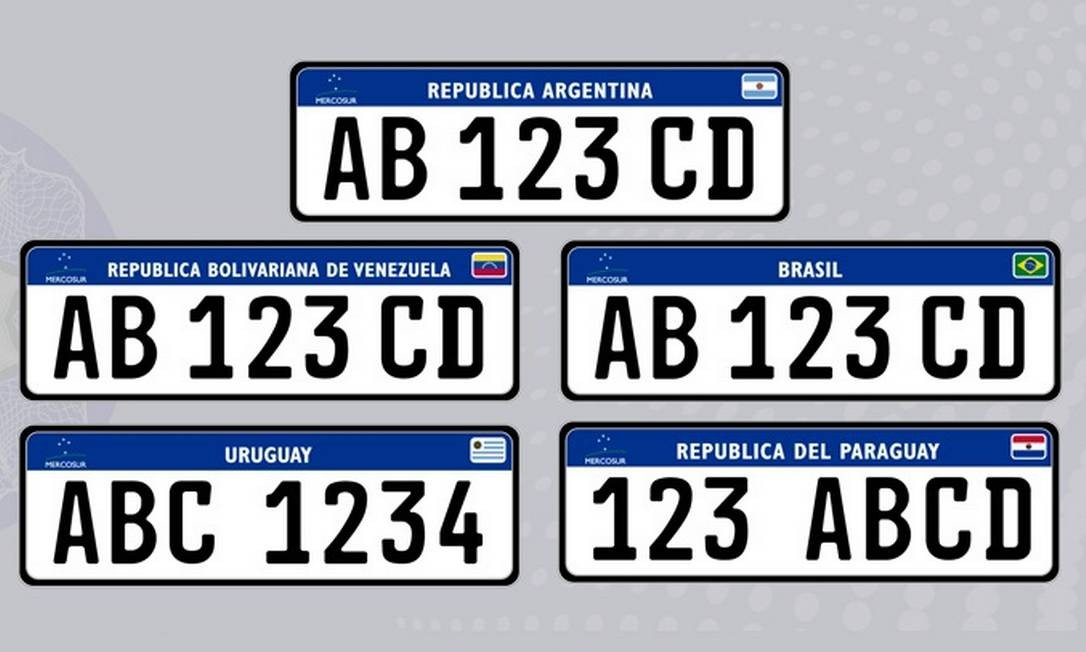 MERCOSUR REPUBLICA ARGENTINA
AB 123 CD
MERCOSUR REPUBLICA BOLIVARIANA DE VENEZUELA
AB 123 CD
MERCOSUR BRASIL
AB 123 CD
MERCOSUR URUGUAY
ABC 1234
MERCOSUR REPUBLICA DEL PARAGUAY
123 ABCD